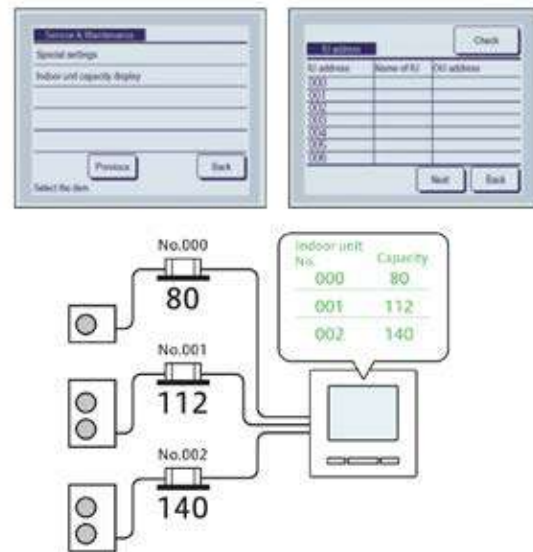 Service & Maintenance
Special settings
Indoor unit capacity display
Previous
Back
Select the item
Check
IU address
IU address Name of IU OU address
000
001
002
003
004
005
006
Next
Back
No.000
80
No.001
112
No.002
140
Indoor unit
No. Capacity
000 80
001 112
002 140